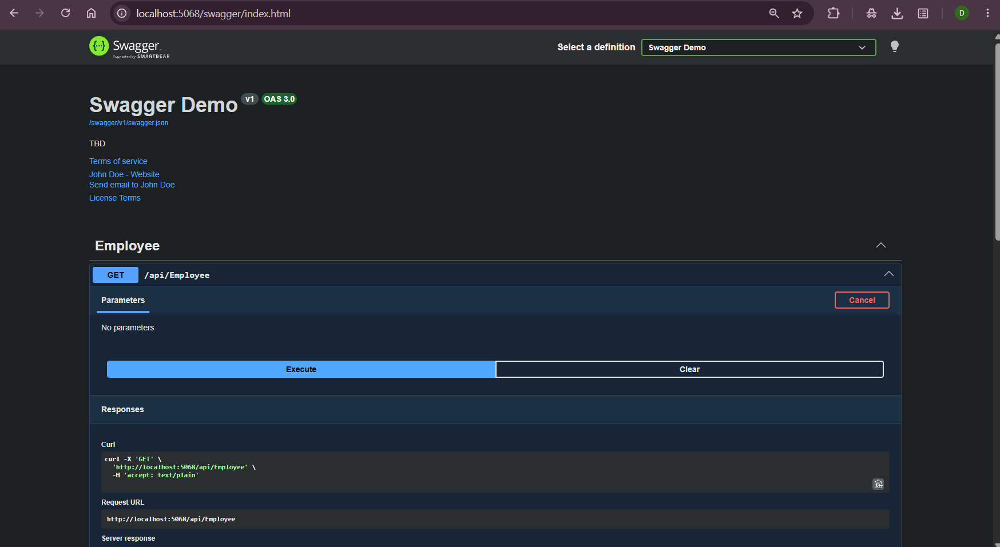 localhost:5068/swagger/index.html
D
{···} Swagger.
Supported by SMARTBEAR
Select a definition
Swagger Demo
Swagger Demo v1 OAS 3.0
/swagger/v1/swagger.json
TBD
Terms of service
John Doe - Website
Send email to John Doe
License Terms
Employee
GET /api/Employee
Parameters
Cancel
No parameters
Execute
Clear
Responses
Curl
curl -X 'GET' \
'http://localhost:5068/api/Employee' \
-H 'accept: text/plain'
Request URL
http://localhost:5068/api/Employee
Server response